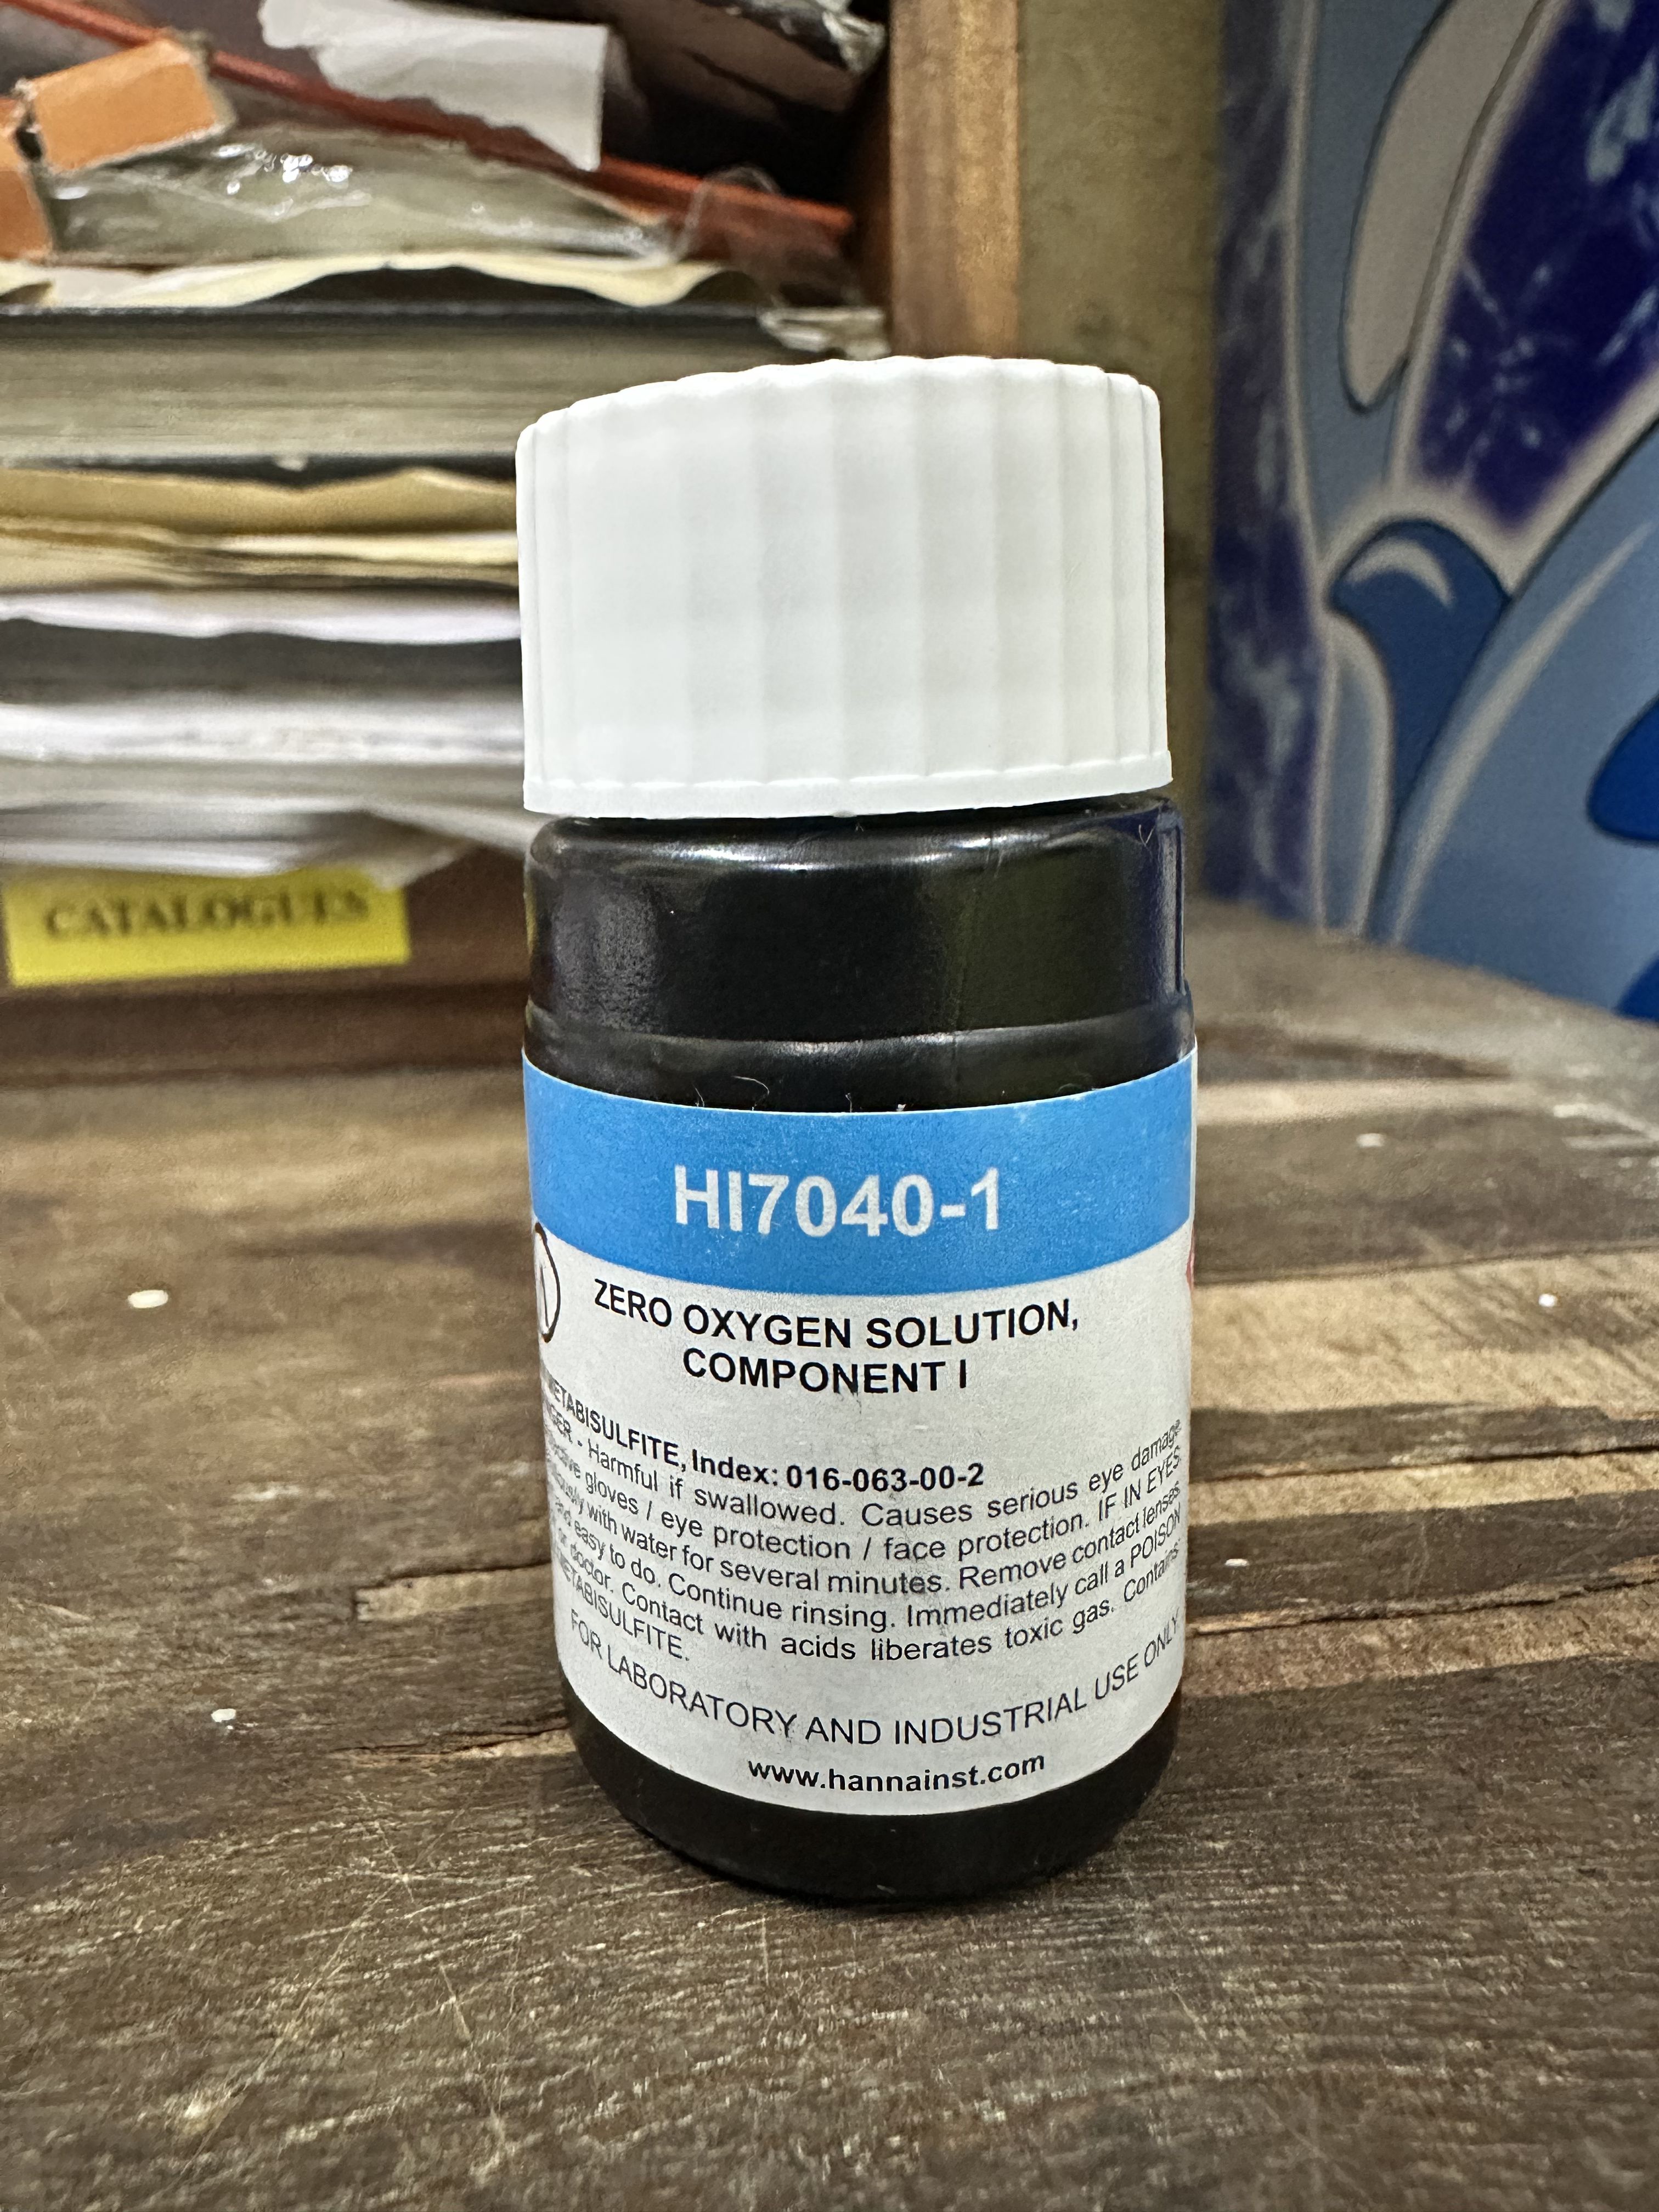 CATALOGUES
HI7040-1
ZERO OXYGEN SOLUTION,
COMPONENT I
METABISULFITE, Index: 016-063-00-2
- Harmful if swallowed. Causes serious eye damage.
gloves / eye protection / face protection. IF IN EYES:
with water for several minutes. Remove contact lenses,
and easy to do. Continue rinsing. Immediately call a POISON
or doctor. Contact with acids liberates toxic gas. Contains:
METABISULFITE.
FOR LABORATORY AND INDUSTRIAL USE ONLY.
www.hannainst.com